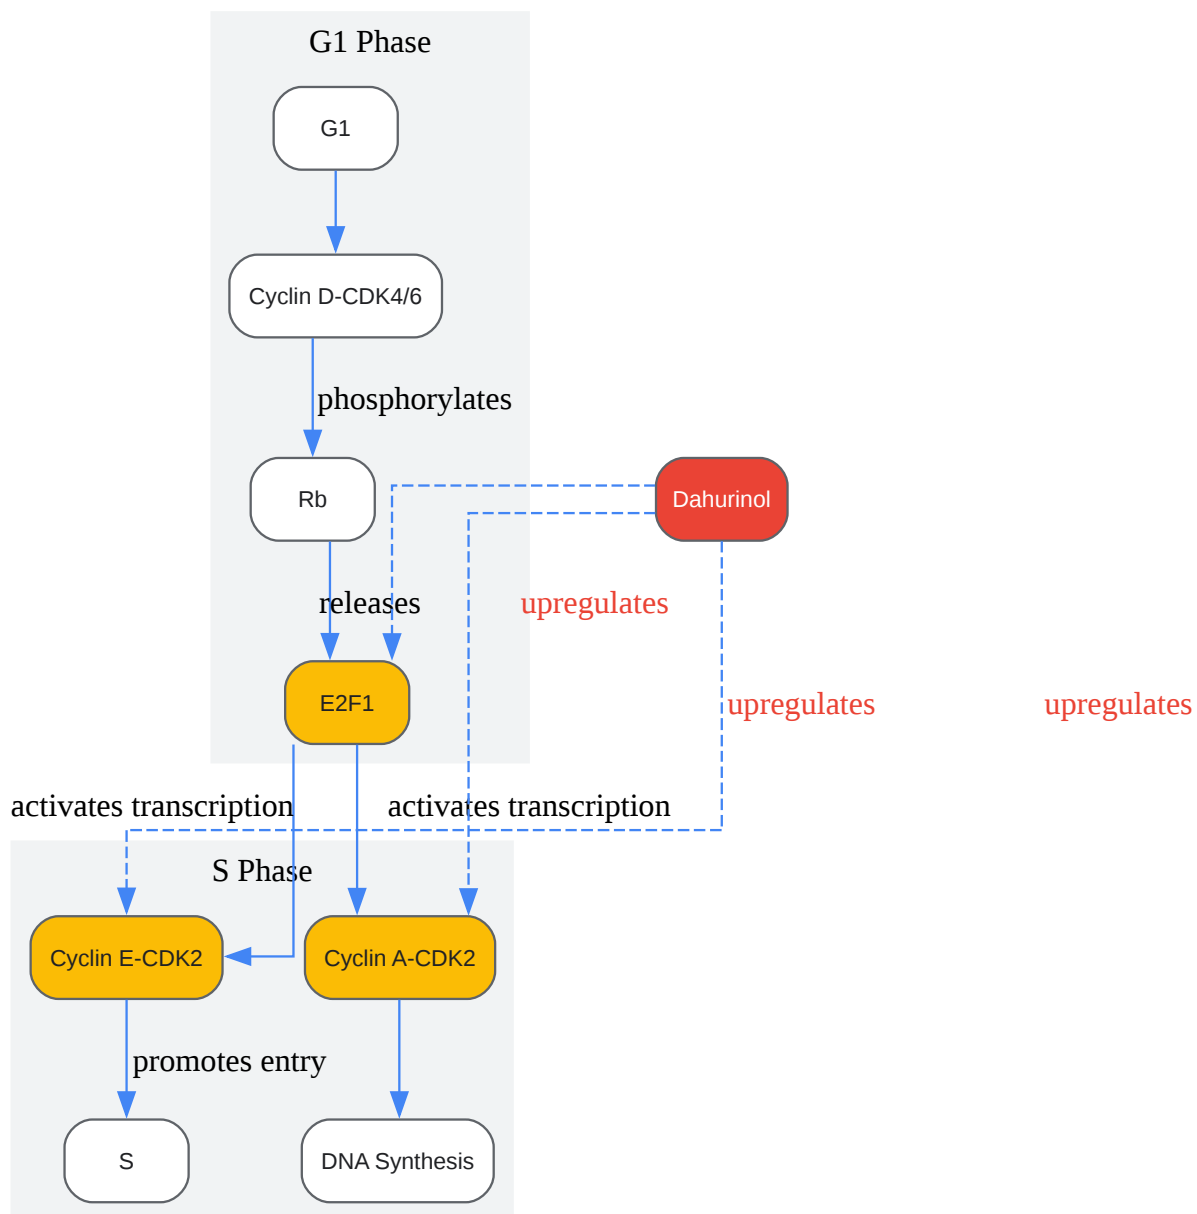 G1 Phase
G1
Cyclin D-CDK4/6
phosphorylates
Rb
Dahurinol
releases
upregulates
E2F1
upregulates
upregulates
activates transcription
activates transcription
S Phase
Cyclin E-CDK2
Cyclin A-CDK2
promotes entry
S
DNA Synthesis